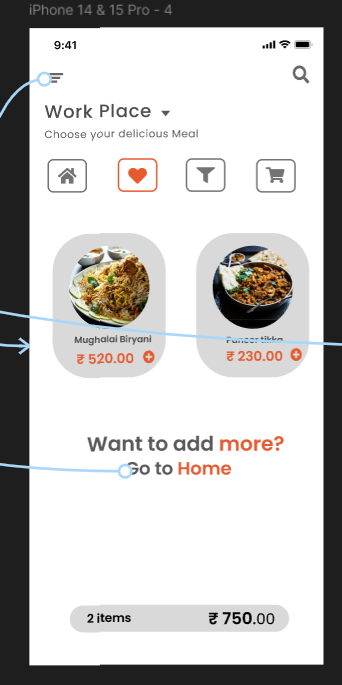 iPhone 14 & 15 Pro - 4
9:41
Work Place
Choose your delicious Meal
Mughalai Biryani
₹ 520.00
Paneer tikka
₹ 230.00
Want to add more?
Go to Home
2 items
₹ 750.00